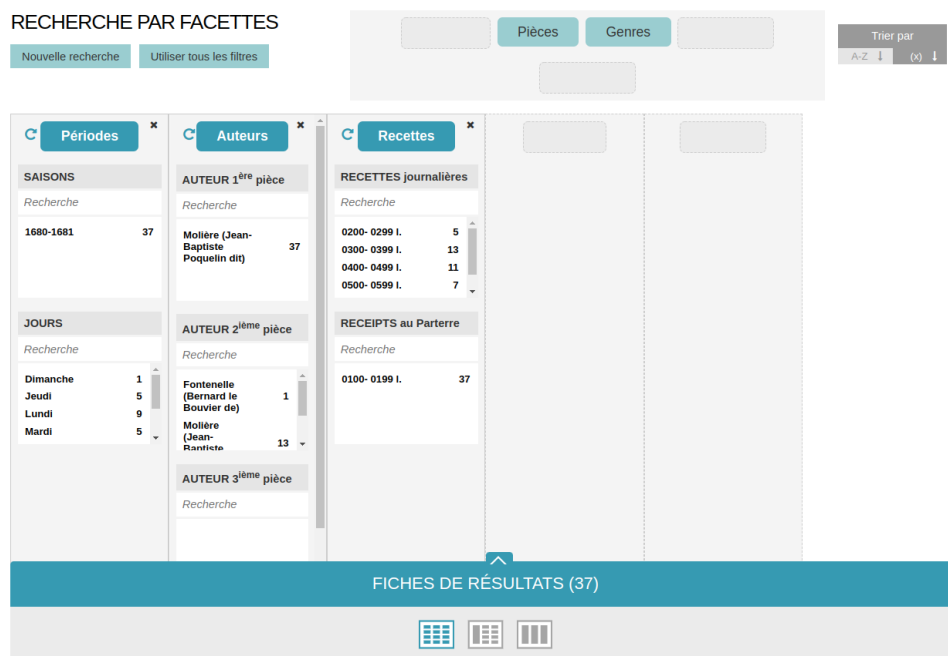 RECHERCHE PAR FACETTES
Nouvelle recherche
Utiliser tous les filtres
Pièces
Genres
Trier par
A-Z
(x)
Périodes
SAISONS
Recherche
1680-1681 37
JOURS
Recherche
Dimanche 1
Jeudi 5
Lundi 9
Mardi 5
Auteurs
AUTEUR 1ère pièce
Recherche
Molière (Jean-
Baptiste 37
Poquelin dit)
AUTEUR 2ième pièce
Recherche
Fontenelle
(Bernard le 1
Bouvier de)
Molière
(Jean-
Baptiste 13
AUTEUR 3ième pièce
Recherche
Recettes
RECETTES journalières
Recherche
0200- 0299 l. 5
0300- 0399 l. 13
0400- 0499 l. 11
0500- 0599 l. 7
RECEIPTS au Parterre
Recherche
0100- 0199 l. 37
FICHES DE RÉSULTATS (37)